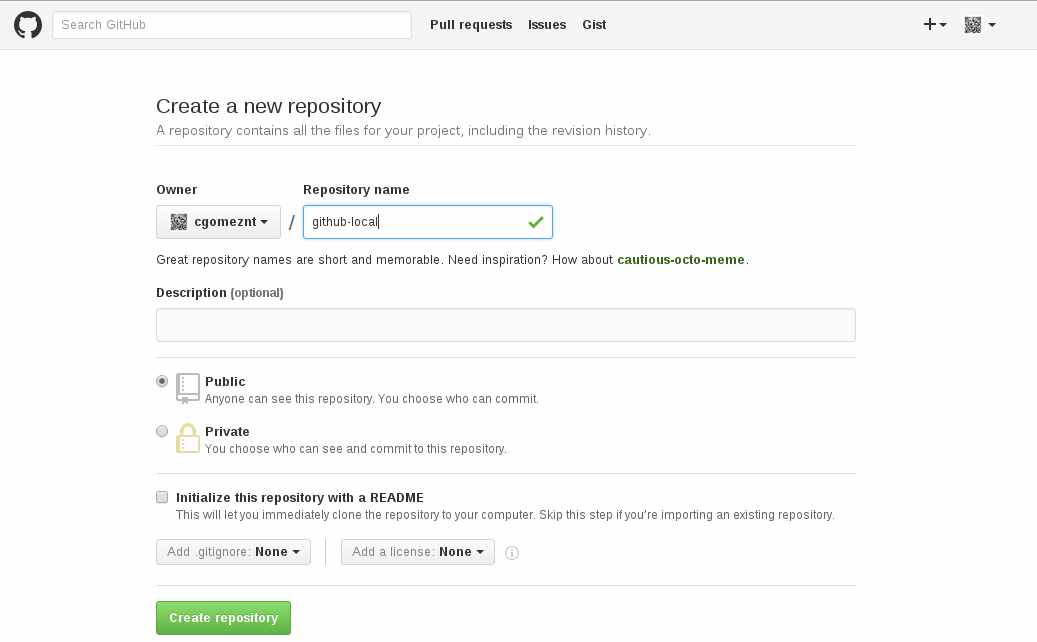 Search GitHub Pull requests Issues Gist
Create a new repository
A repository contains all the files for your project, including the revision history.
Owner Repository name
cgomeznt / github-local
Great repository names are short and memorable. Need inspiration? How about cautious-octo-meme.
Description (optional)
Public
Anyone can see this repository. You choose who can commit.
Private
You choose who can see and commit to this repository.
Initialize this repository with a README
This will let you immediately clone the repository to your computer. Skip this step if you're importing an existing repository.
Add .gitignore: None Add a license: None
Create repository